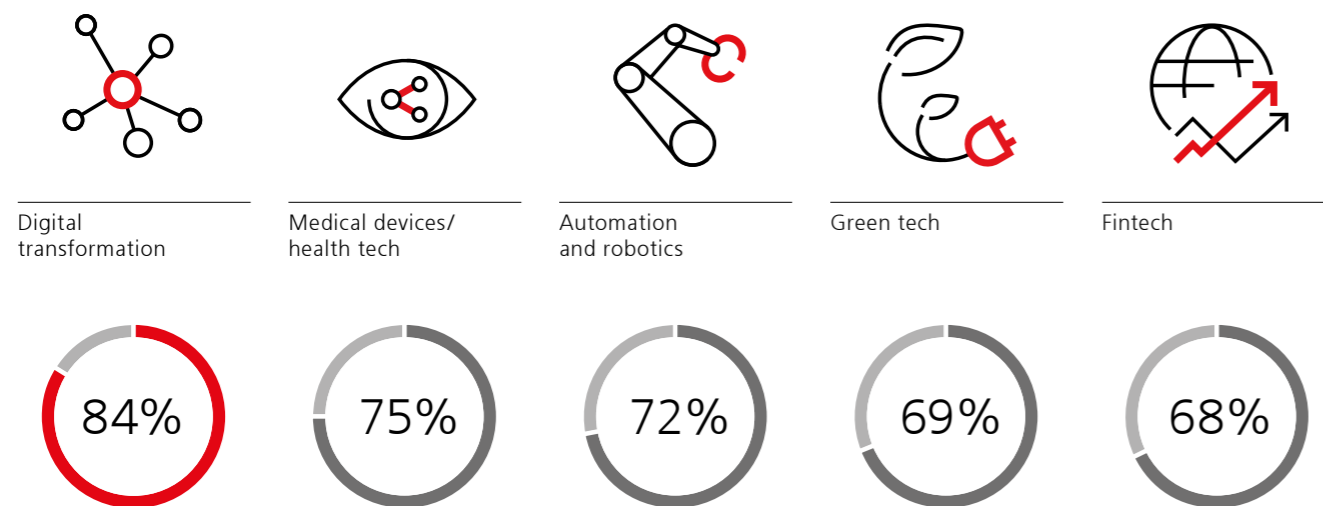 Digital
transformation
Medical devices/
health tech
Automation
and robotics
Green tech
Fintech
84%
75%
72%
69%
68%